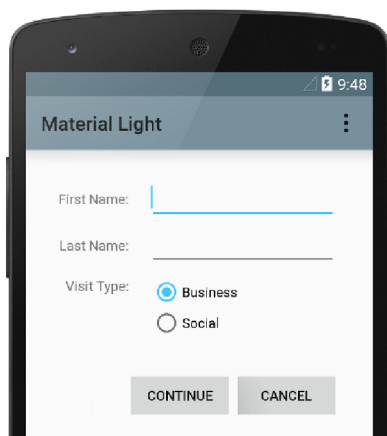 9:48
Material Light
First Name:
Last Name:
Visit Type:
Business
Social
CONTINUE CANCEL